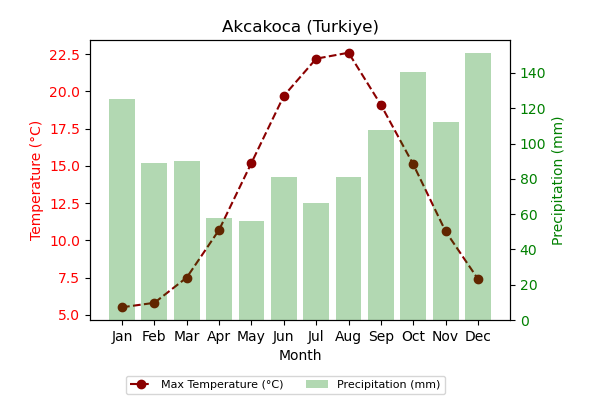 Akcakoca (Turkiye)
Temperature (°C)
22.5
20.0
17.5
15.0
12.5
10.0
7.5
5.0
Precipitation (mm)
140
120
100
80
60
40
20
0
Jan Feb Mar Apr May Jun Jul Aug Sep Oct Nov Dec
Month
Max Temperature (°C) Precipitation (mm)